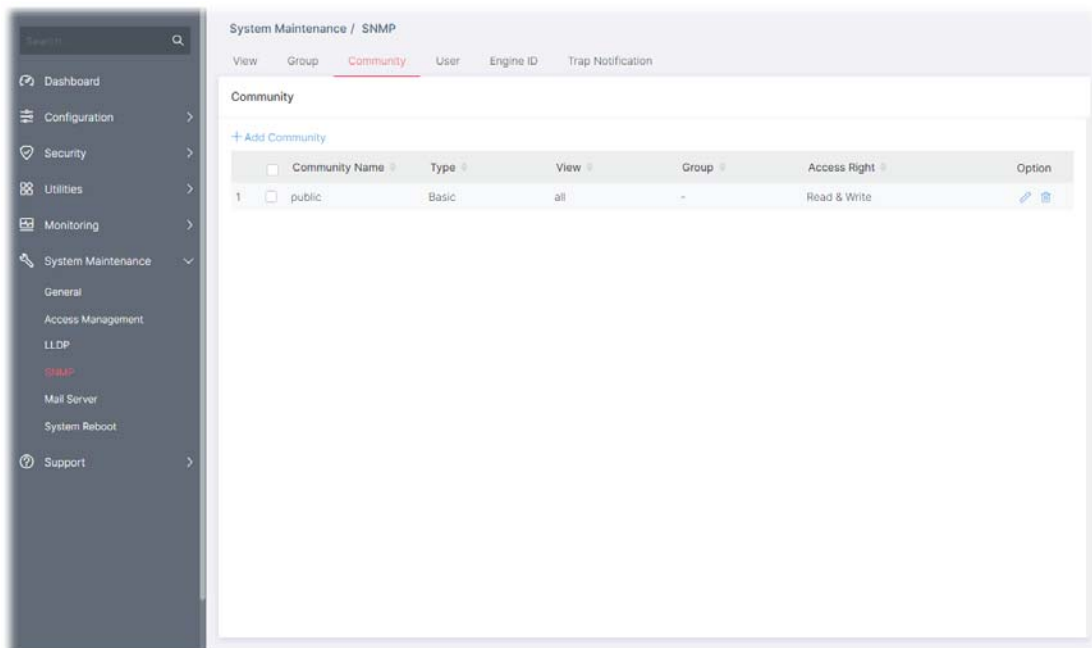 Search
Dashboard
Configuration
Security
Utilities
Monitoring
System Maintenance
General
Access Management
LLDP
SNMP
Mail Server
System Reboot
Support
System Maintenance / SNMP
View Group Community User Engine ID Trap Notification
Community
+ Add Community
Community Name Type View Group Access Right Option
1 public Basic all - Read & Write